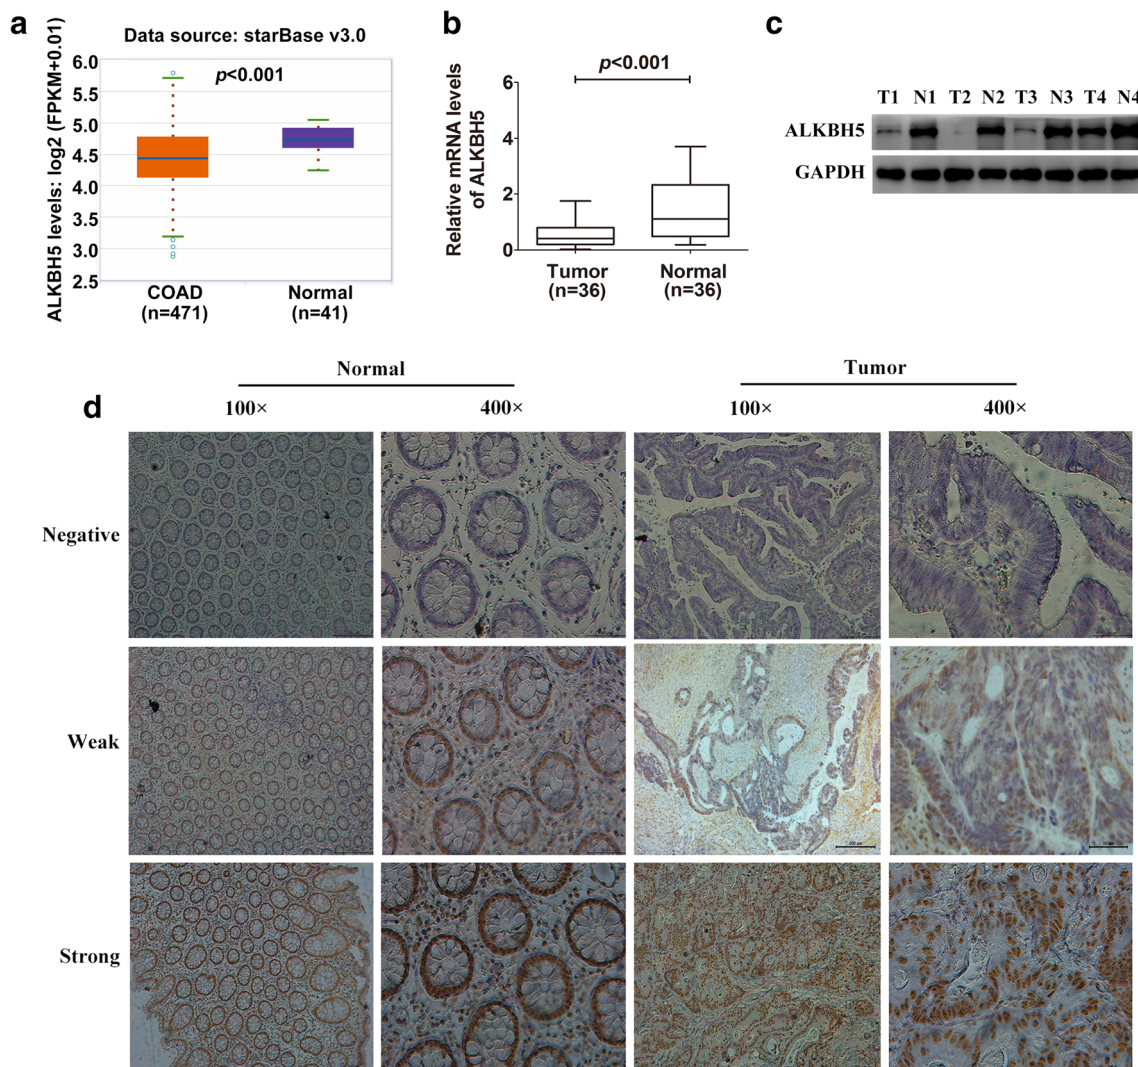 a
Data source: starBase v3.0
ALKBH5 levels: log2 (FPKM+0.01)
6.0
5.5
5.0
4.5
4.0
3.5
3.0
2.5
p<0.001
COAD
(n=471)
Normal
(n=41)
b
Relative mRNA levels
of ALKBH5
6
4
2
0
p<0.001
Tumor
(n=36)
Normal
(n=36)
c
T1 N1 T2 N2 T3 N3 T4 N4
ALKBH5
GAPDH
d
Normal
Tumor
100× 400× 100× 400×
Negative
Weak
Strong